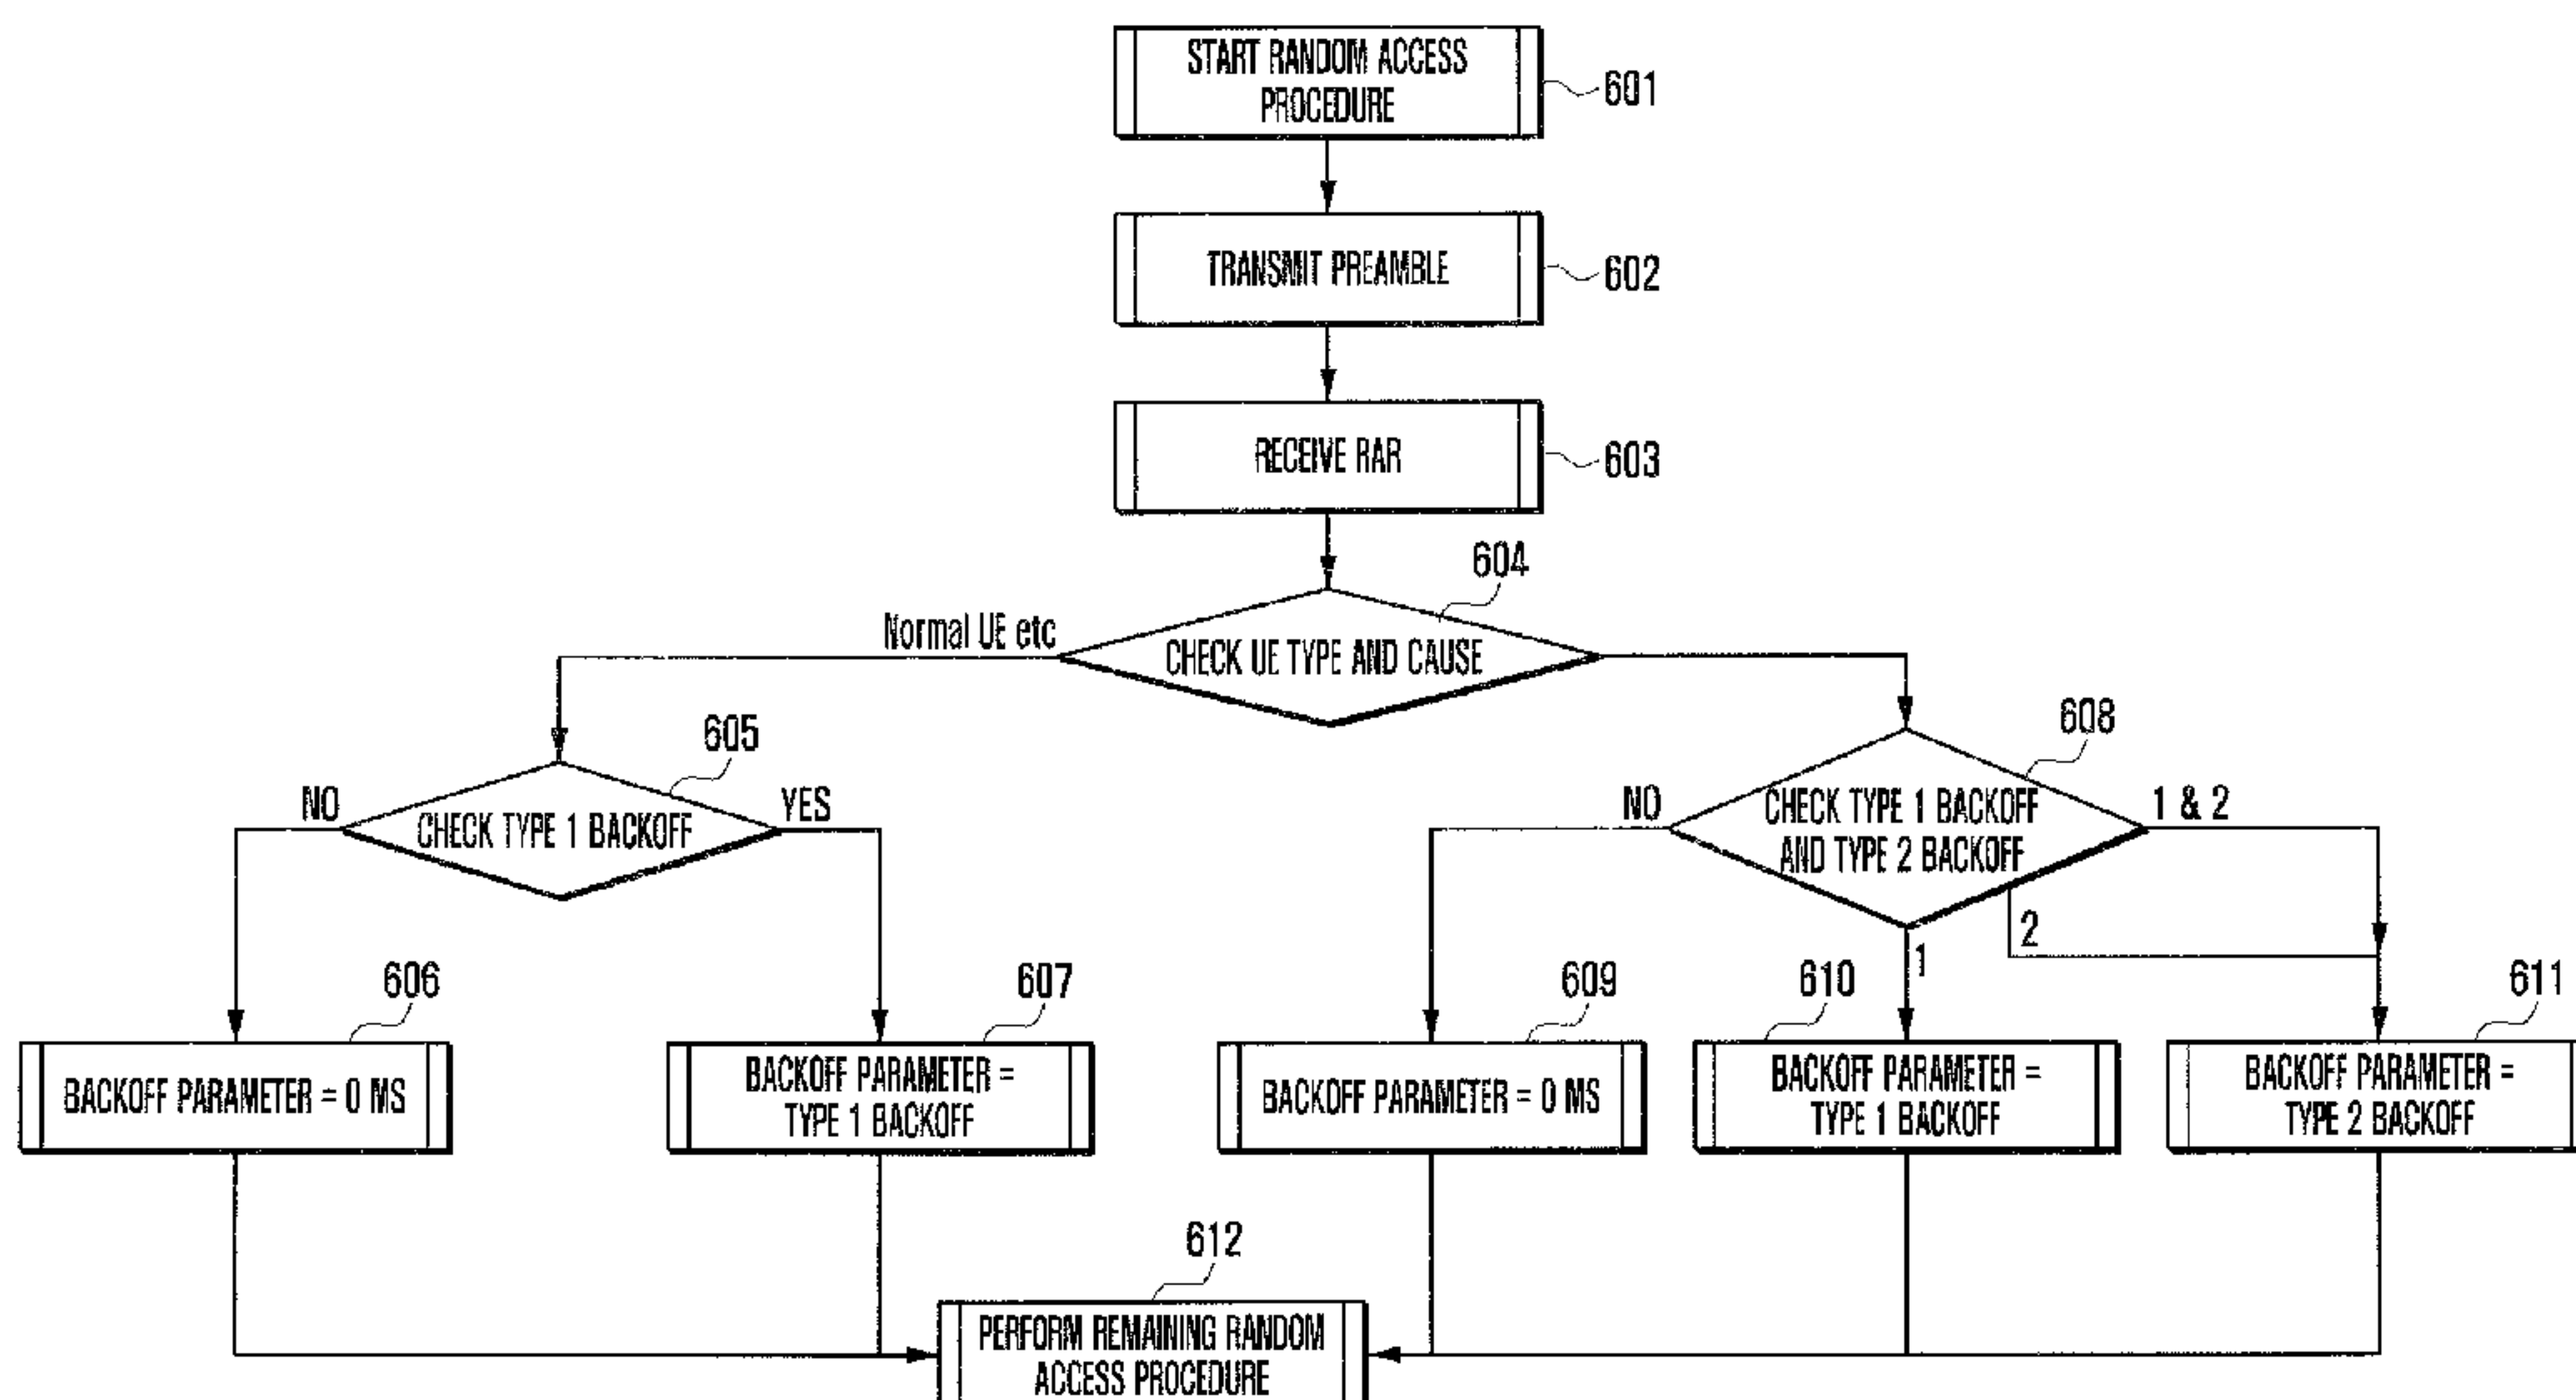 START RANDOM ACCESS
PROCEDURE
601
TRANSMIT PREAMBLE
602
RECEIVE RAR
603
604
Normal UE etc
CHECK UE TYPE AND CAUSE
605
NO
YES
CHECK TYPE 1 BACKOFF
608
NO
CHECK TYPE 1 BACKOFF
AND TYPE 2 BACKOFF
1 & 2
2
1
606
BACKOFF PARAMETER = 0 MS
607
BACKOFF PARAMETER =
TYPE 1 BACKOFF
609
BACKOFF PARAMETER = 0 MS
610
BACKOFF PARAMETER =
TYPE 1 BACKOFF
611
BACKOFF PARAMETER =
TYPE 2 BACKOFF
612
PERFORM REMAINING RANDOM
ACCESS PROCEDURE